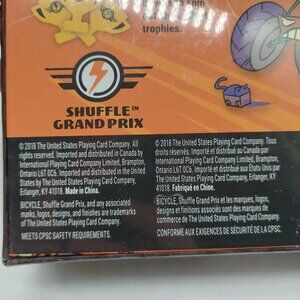 spin
trophies.
SHUFFLE™
GRAND PRIX
© 2018 The United States Playing Card Company. All
rights reserved. Imported and distributed in Canada by
International Playing Card Company Limited, Brampton,
Ontario L6T 0C6. Imported and distributed in the United
States by The United States Playing Card Company,
Erlanger, KY 41018. Made in China.
BICYCLE, Shuffle Grand Prix, and any associated
marks, logos, designs, and finishes are trademarks
of The United States Playing Card Company.
*MEETS CPSC SAFETY REQUIREMENTS.
© 2018 The United States Playing Card Company. Tous
droits réservés. Importé et distribué au Canada par
International Playing Card Company Limited, Brampton,
Ontario L6T 0C6. Importé et distribué aux États-Unis par
The United States Playing Card Company, Erlanger, KY
41018. Fabriqué en Chine.
BICYCLE, Shuffle Grand Prix et les marques, logos,
designs et finitions associés sont des marques de
commerce de The United States Playing Card Company.
CONFORME AUX EXIGENCES DE SÉCURITÉ DE LA CPSC.